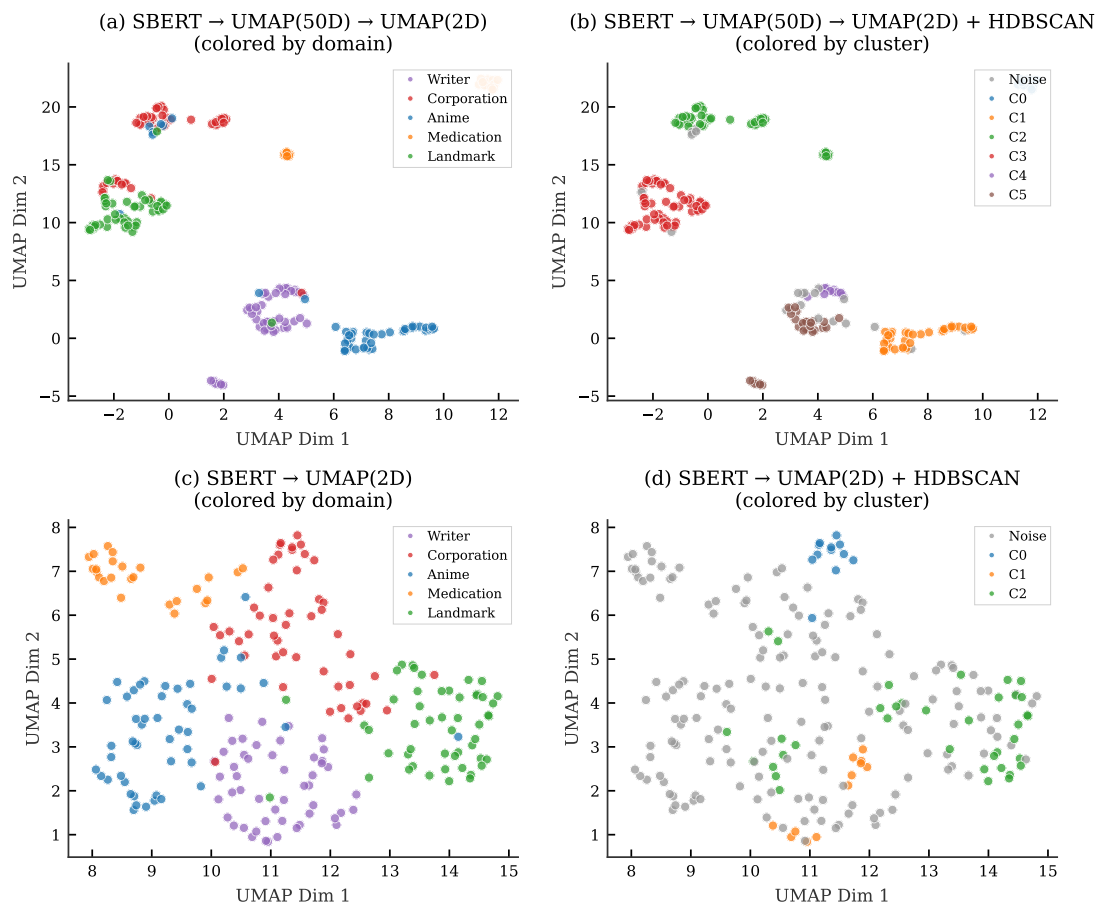 (a) SBERT → UMAP(50D) → UMAP(2D)
(colored by domain)
UMAP Dim 2
20
15
10
5
0
−5
−2
0
2
4
6
8
10
12
UMAP Dim 1
Writer
Corporation
Anime
Medication
Landmark
(b) SBERT → UMAP(50D) → UMAP(2D) + HDBSCAN
(colored by cluster)
UMAP Dim 2
20
15
10
5
0
−5
−2
0
2
4
6
8
10
12
UMAP Dim 1
Noise
C0
C1
C2
C3
C4
C5
(c) SBERT → UMAP(2D)
(colored by domain)
UMAP Dim 2
8
7
6
5
4
3
2
1
8
9
10
11
12
13
14
15
UMAP Dim 1
Writer
Corporation
Anime
Medication
Landmark
(d) SBERT → UMAP(2D) + HDBSCAN
(colored by cluster)
UMAP Dim 2
8
7
6
5
4
3
2
1
8
9
10
11
12
13
14
15
UMAP Dim 1
Noise
C0
C1
C2